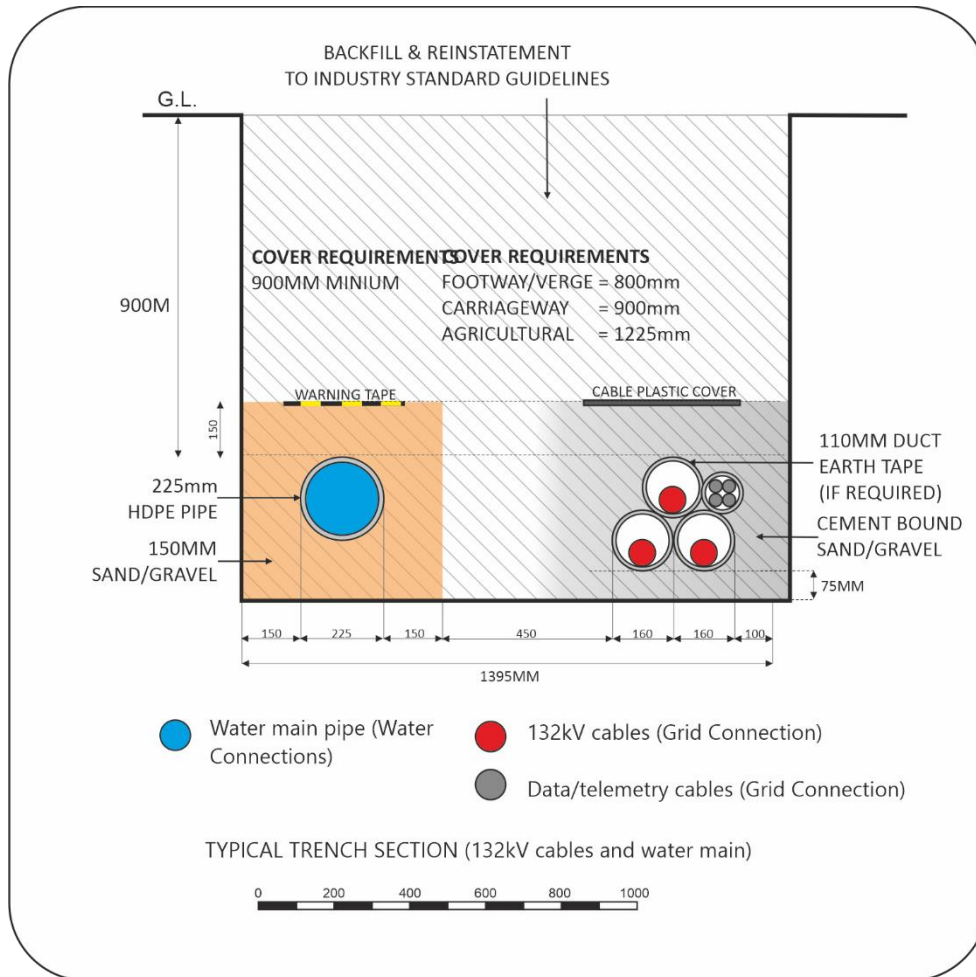 BACKFILL & REINSTATEMENT
TO INDUSTRY STANDARD GUIDELINES
G.L.
COVER REQUIREMENTS
900MM MINIUM
COVER REQUIREMENTS
FOOTWAY/VERGE = 800mm
CARRIAGEWAY = 900mm
AGRICULTURAL = 1225mm
900M
WARNING TAPE
CABLE PLASTIC COVER
150
225mm
HDPE PIPE
150MM
SAND/GRAVEL
110MM DUCT
EARTH TAPE
(IF REQUIRED)
CEMENT BOUND
SAND/GRAVEL
75MM
150 225 150 450 160 160 100
1395MM
Water main pipe (Water
Connections)
132kV cables (Grid Connection)
Data/telemetry cables (Grid Connection)
TYPICAL TRENCH SECTION (132kV cables and water main)
0 200 400 600 800 1000